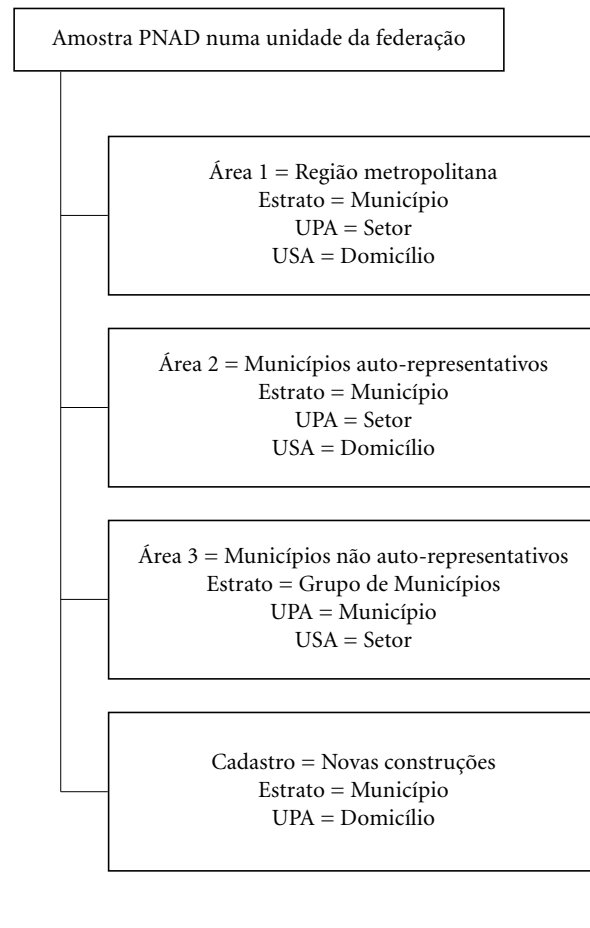 Amostra PNAD numa unidade da federação
Área 1 = Região metropolitana
Estrato = Município
UPA = Setor
USA = Domicílio
Área 2 = Municípios auto-representativos
Estrato = Município
UPA = Setor
USA = Domicílio
Área 3 = Municípios não auto-representativos
Estrato = Grupo de Municípios
UPA = Município
USA = Setor
Cadastro = Novas construções
Estrato = Município
UPA = Domicílio